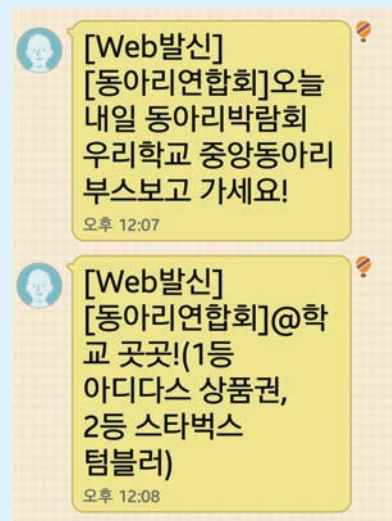 [Web발신]
[동아리연합회]오늘
내일 동아리박람회
우리학교 중앙동아리
부스보고 가세요!
오후 12:07
[Web발신]
[동아리연합회]@학
교 곳곳!(1등
아디다스 상품권,
2등 스타벅스
텀블러)
오후 12:08